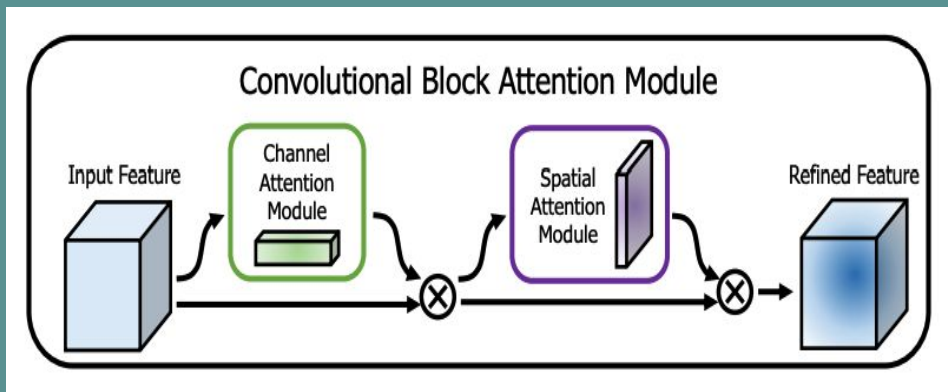 Convolutional Block Attention Module
Input Feature
Channel
Attention
Module
Spatial
Attention
Module
Refined Feature